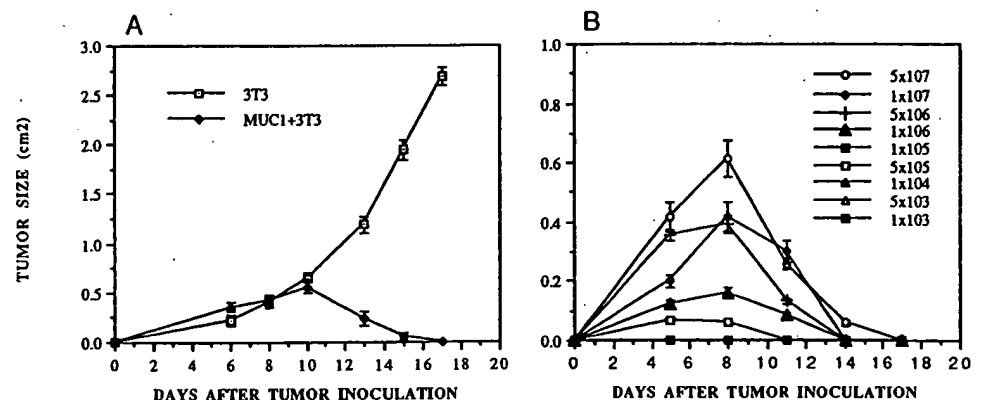 A
B
3.0
2.5
2.0
1.5
1.0
0.5
0.0
TUMOR SIZE (cm2)
3T3
MUC1+3T3
0 2 4 6 8 10 12 14 16 18 20
DAYS AFTER TUMOR INOCULATION
1.0
0.8
0.6
0.4
0.2
0.0
5x107
1x107
5x106
1x106
1x105
5x105
1x104
5x103
1x103
0 2 4 6 8 10 12 14 16 18 20
DAYS AFTER TUMOR INOCULATION